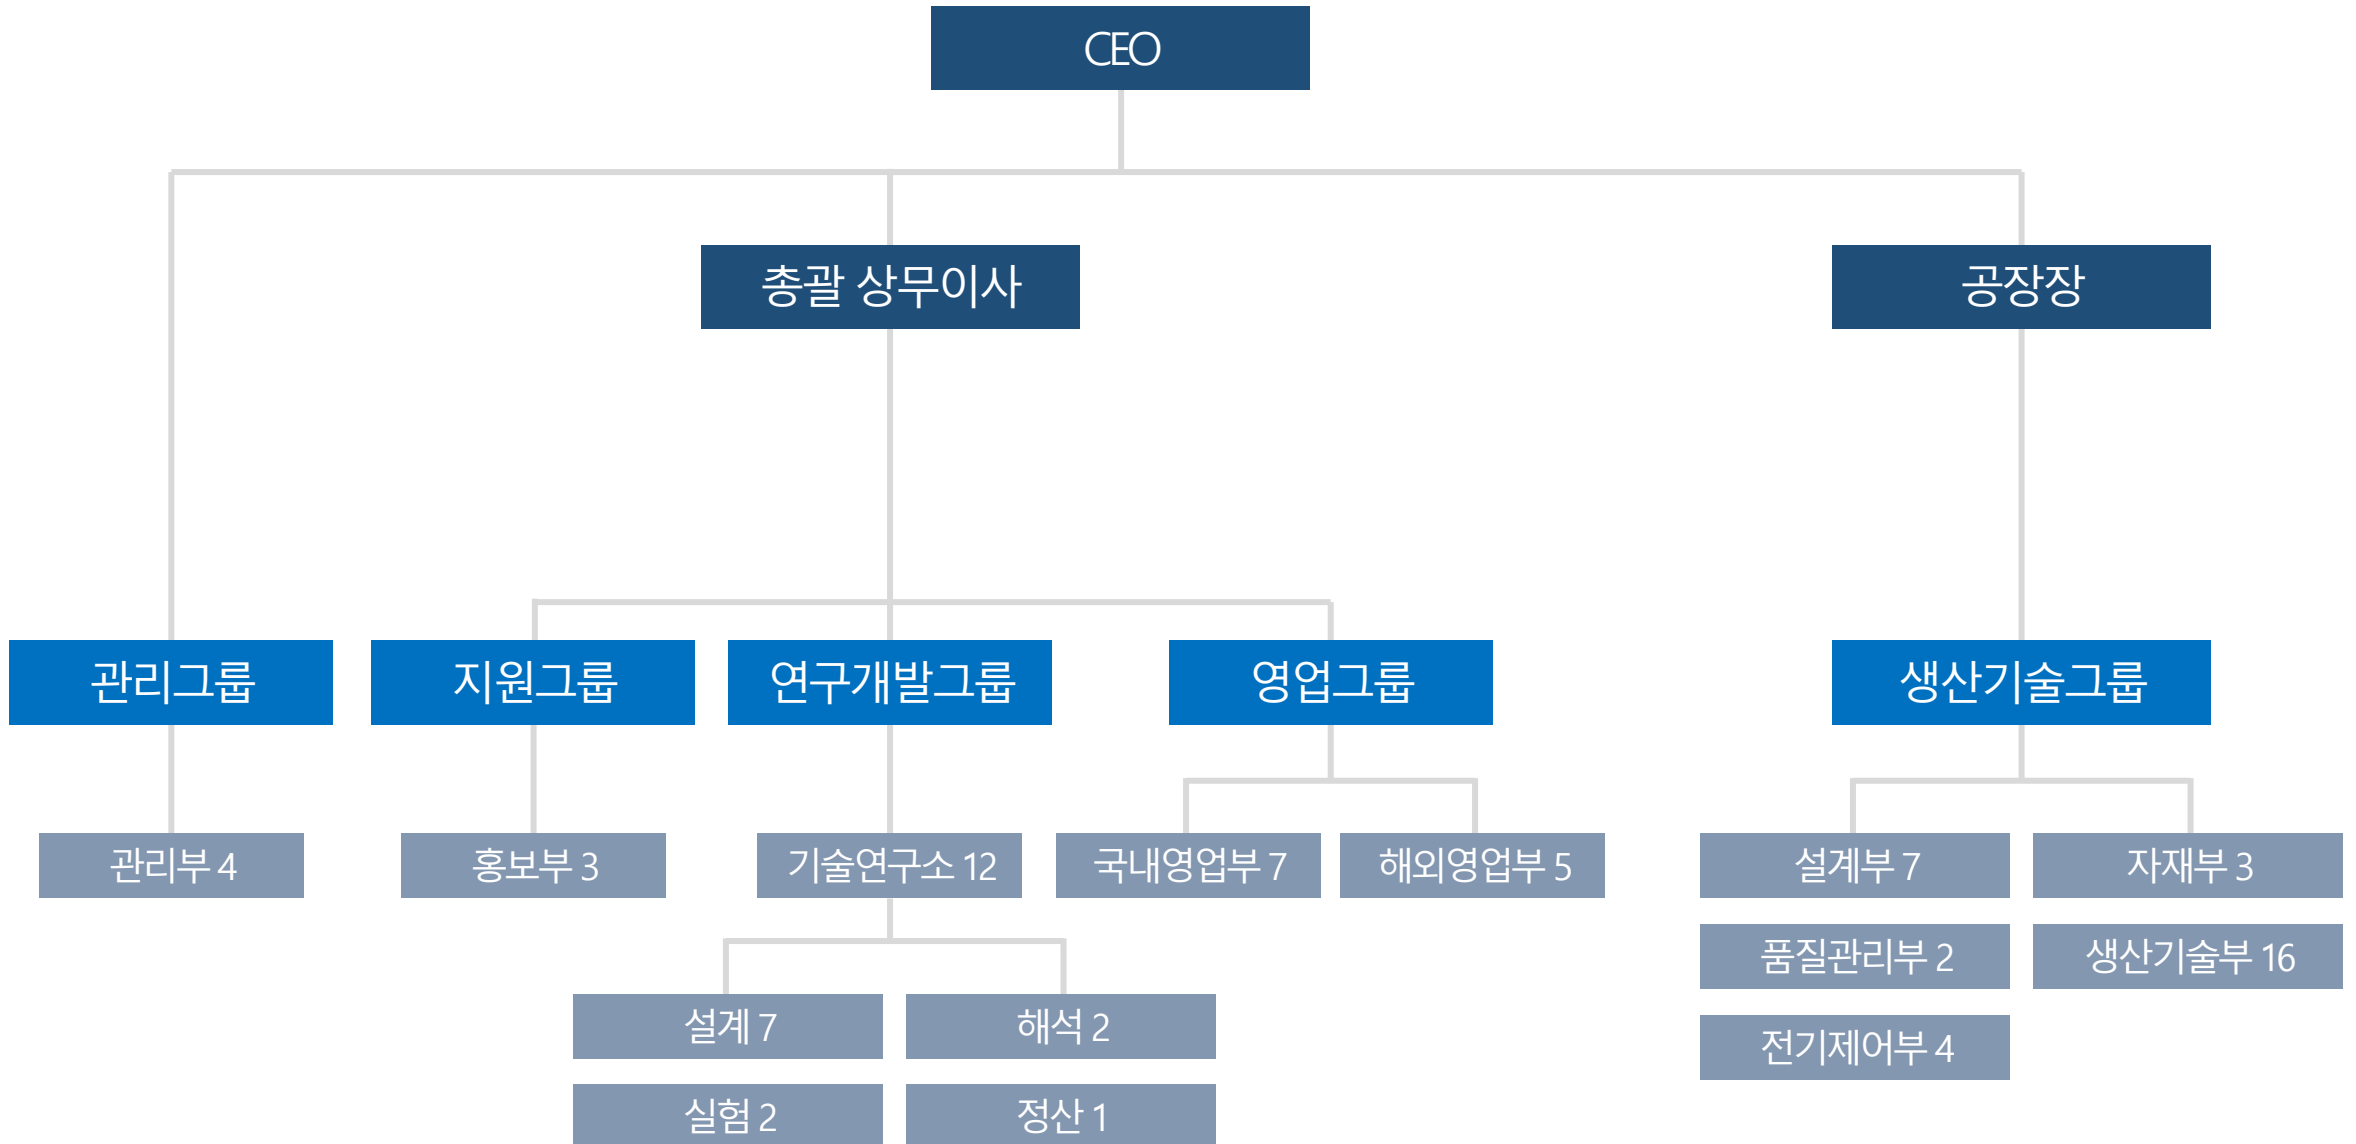 CEO
총괄 상무이사
공장장
관리그룹
지원그룹
연구개발그룹
영업그룹
생산기술그룹
관리부 4
홍보부 3
기술연구소 12
국내영업부 7
해외영업부 5
설계부 7
자재부 3
품질관리부 2
생산기술부 16
설계 7
해석 2
전기제어부 4
실험 2
정산 1